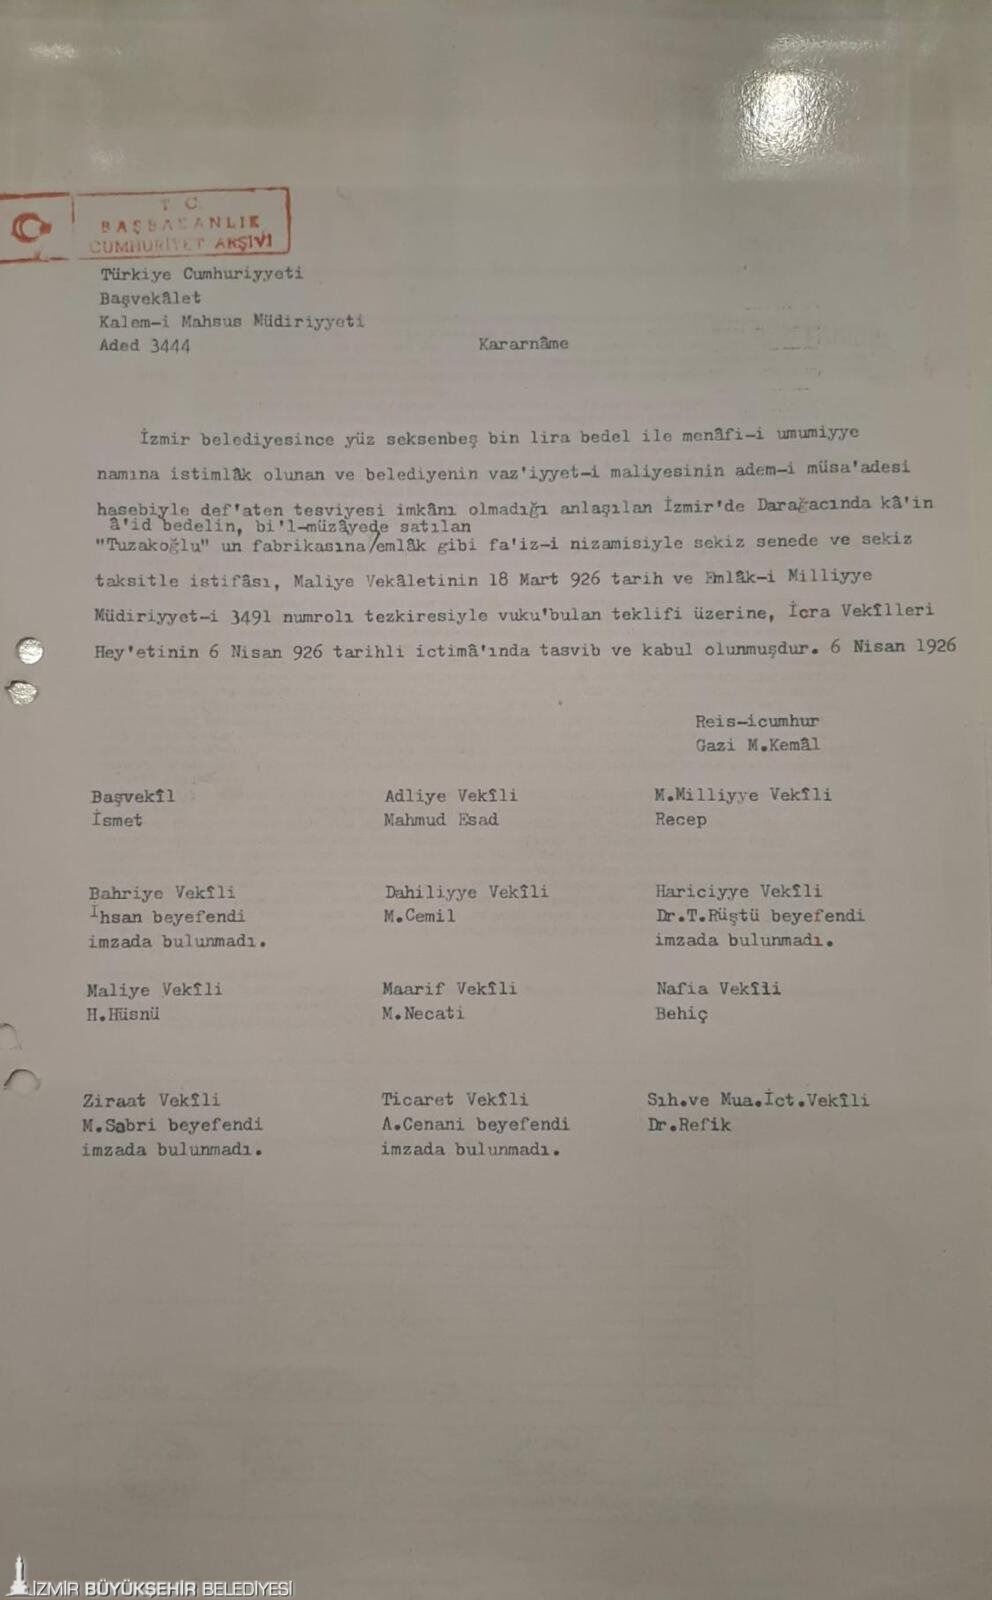 T C.
BAŞBAKANLIK
CUMHURİYET ARŞİVİ
Türkiye Cumhuriyyeti
Başvekâlet
Kalem-i Mahsus Müdiriyyeti
Aded 3444 Kararnâme
İzmir belediyesince yüz seksenbeş bin lira bedel ile menâfi-i umumiyye
namına istimlâk olunan ve belediyenin vaz'iyyet-i maliyesinin adem-i müsa'adesi
hasebiyle def'aten tesviyesi imkânı olmadığı anlaşılan İzmir'de Darağacında kâ'in
â'id bedelin, bi'l-müzâyede satılan
"Tuzakoğlu" un fabrikasına/emlâk gibi fa'iz-i nizamisiyle sekiz senede ve sekiz
taksitle istifâsı, Maliye Vekâletinin 18 Mart 926 tarih ve Emlâk-i Milliyye
Müdiriyyet-i 3491 numrolı tezkiresiyle vuku'bulan teklifi üzerine, İcra Vekîlleri
Hey'etinin 6 Nisan 926 tarihli ictimâ'ında tasvib ve kabul olunmuşdur. 6 Nisan 1926
Reis-icumhur
Gazi M.Kemâl
Başvekîl Adliye Vekîli M.Milliyye Vekîli
İsmet Mahmud Esad Recep
Bahriye Vekîli Dahiliyye Vekîli Hariciyye Vekîli
İhsan beyefendi M.Cemil Dr.T.Rüştü beyefendi
imzada bulunmadı. imzada bulunmadı.
Maliye Vekîli Maarif Vekîli Nafia Vekîli
H.Hüsnü M.Necati Behiç
Ziraat Vekîli Ticaret Vekîli Sıh.ve Mua.İct.Vekîli
M.Sabri beyefendi A.Cenani beyefendi Dr.Refik
imzada bulunmadı. imzada bulunmadı.
İZMİR BÜYÜKŞEHİR BELEDİYESİ